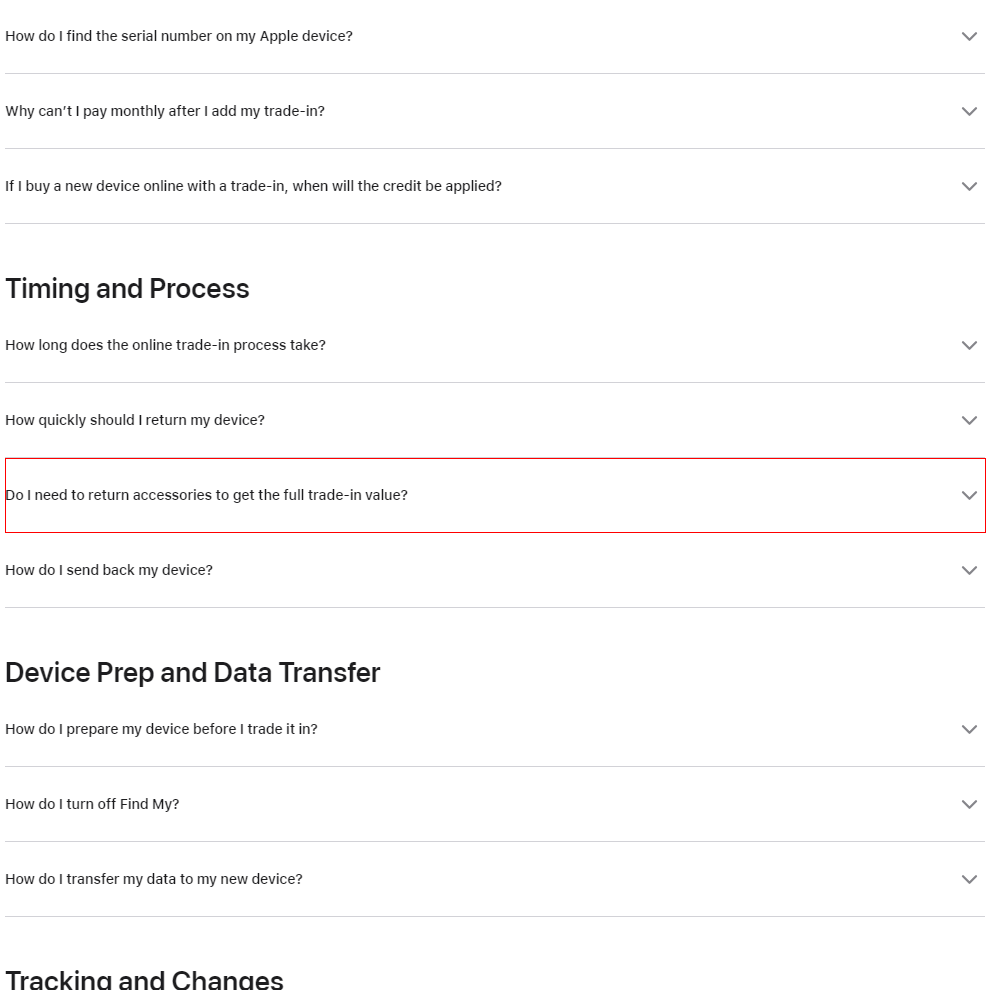 How do I find the serial number on my Apple device?
Why can’t I pay monthly after I add my trade-in?
If I buy a new device online with a trade-in, when will the credit be applied?
Timing and Process
How long does the online trade-in process take?
How quickly should I return my device?
Do I need to return accessories to get the full trade-in value?
How do I send back my device?
Device Prep and Data Transfer
How do I prepare my device before I trade it in?
How do I turn off Find My?
How do I transfer my data to my new device?
Tracking and Changes